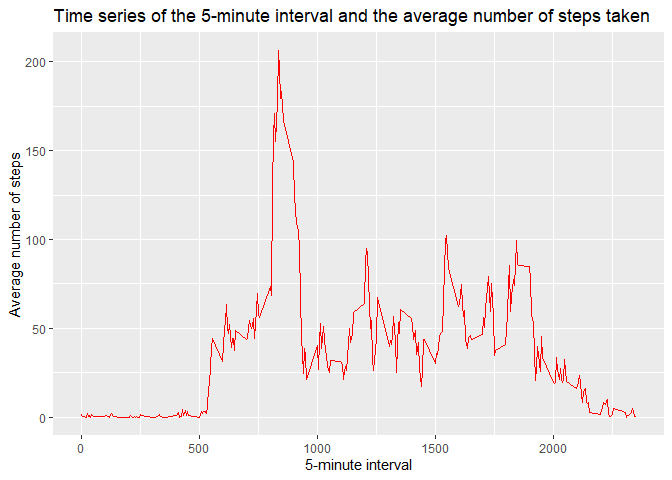 Time series of the 5-minute interval and the average number of steps taken
200
150
100
50
0
Average number of steps
0 500 1000 1500 2000
5-minute interval